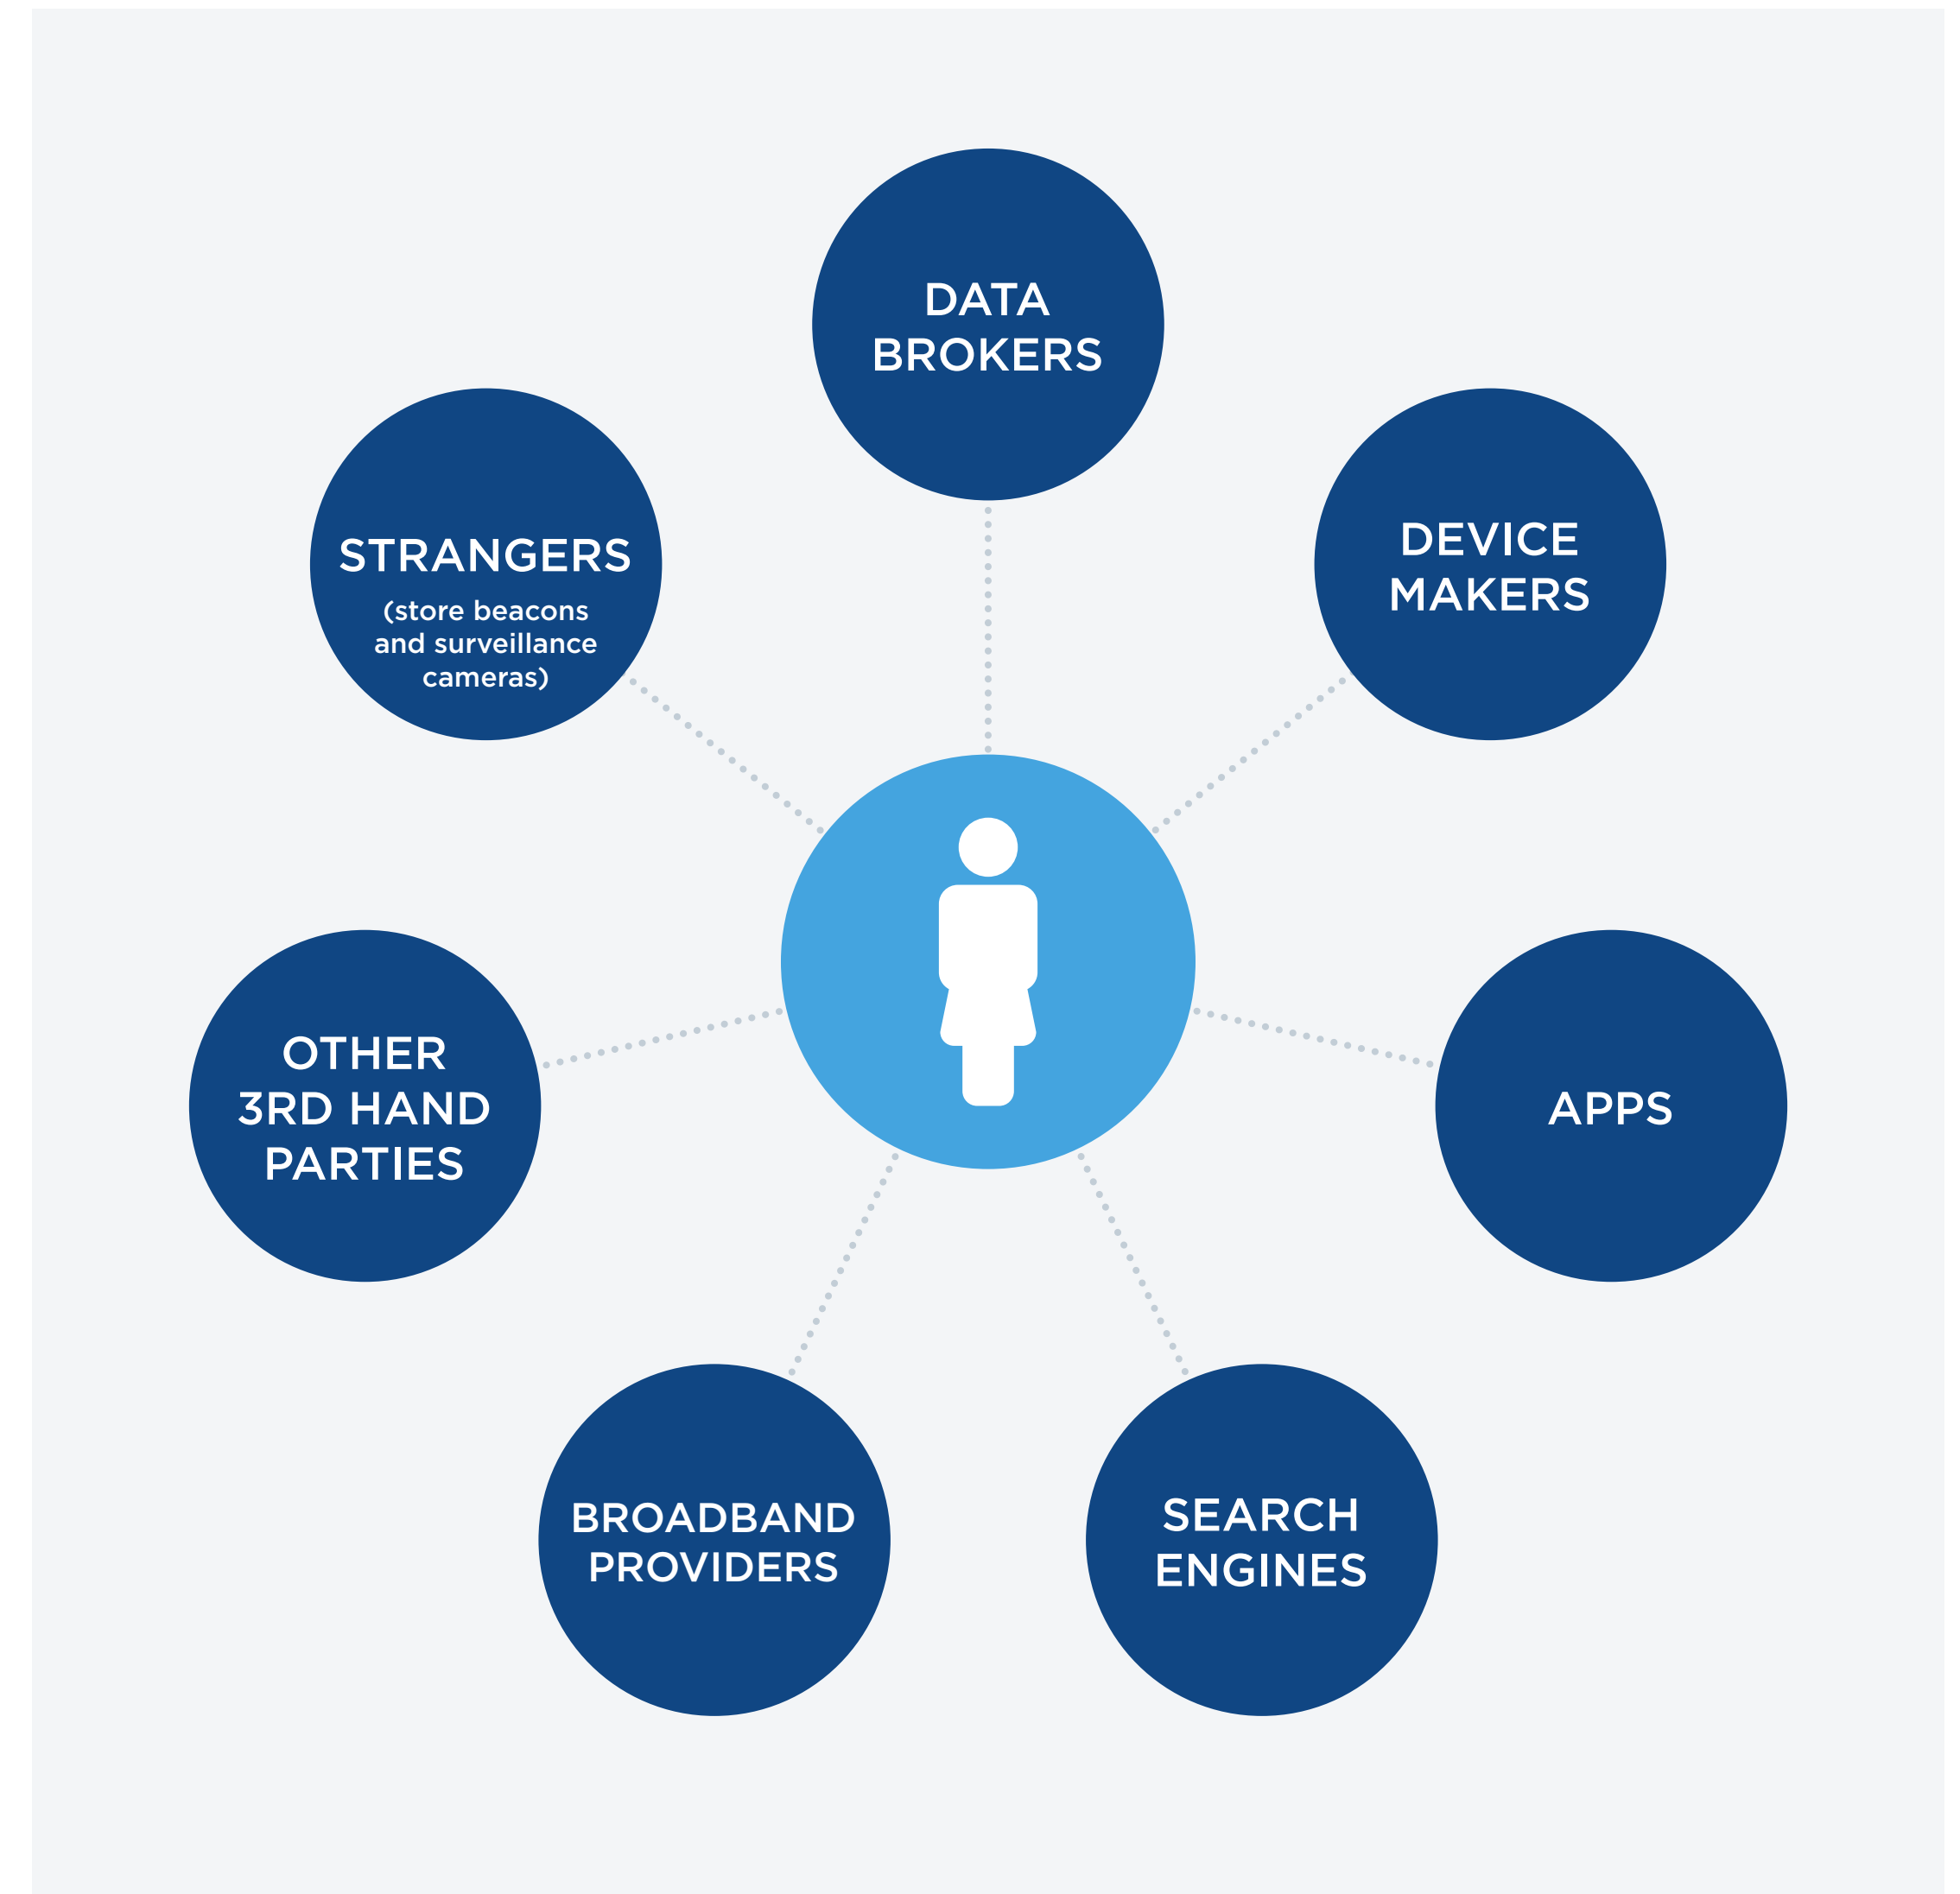 DATA
BROKERS
DEVICE
MAKERS
STRANGERS
(store beacons
and surveillance
cameras)
OTHER
3RD HAND
PARTIES
APPS
BROADBAND
PROVIDERS
SEARCH
ENGINES